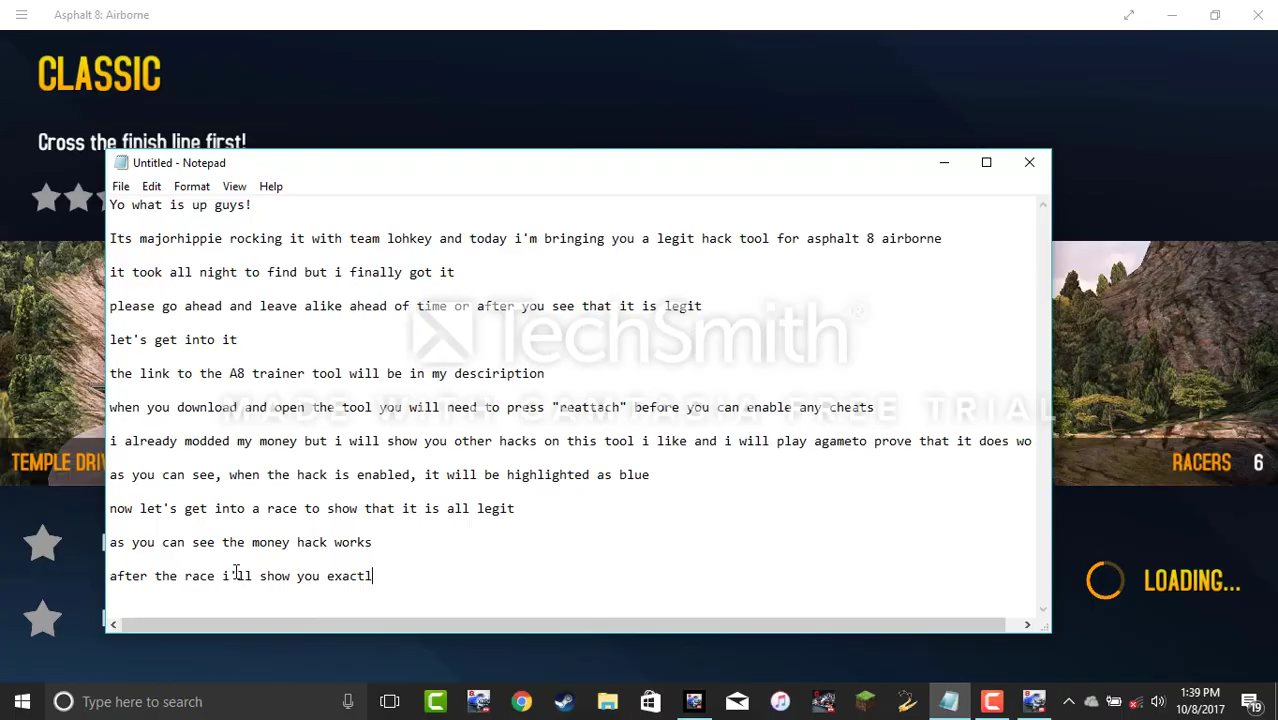 Asphalt 8: Airborne
CLASSIC
Cross the finish line first!
Untitled - Notepad
File Edit Format View Help
Yo what is up guys!
Its majorhippie rocking it with team lohkey and today i'm bringing you a legit hack tool for asphalt 8 airborne
it took all night to find but i finally got it
please go ahead and leave alike ahead of time or after you see that it is legit
let's get into it
the link to the A8 trainer tool will be in my desciription
when you download and open the tool you will need to press "reattach" before you can enable any cheats
i already modded my money but i will show you other hacks on this tool i like and i will play agameto prove that it does wo
as you can see, when the hack is enabled, it will be highlighted as blue
now let's get into a race to show that it is all legit
as you can see the money hack works
after the race i'll show you exactl
TechSmith®
MADE WITH CAMTASIA FREE TRIAL
TEMPLE DRIV
RACERS 6
LOADING...
Type here to search
1:39 PM
10/8/2017
19